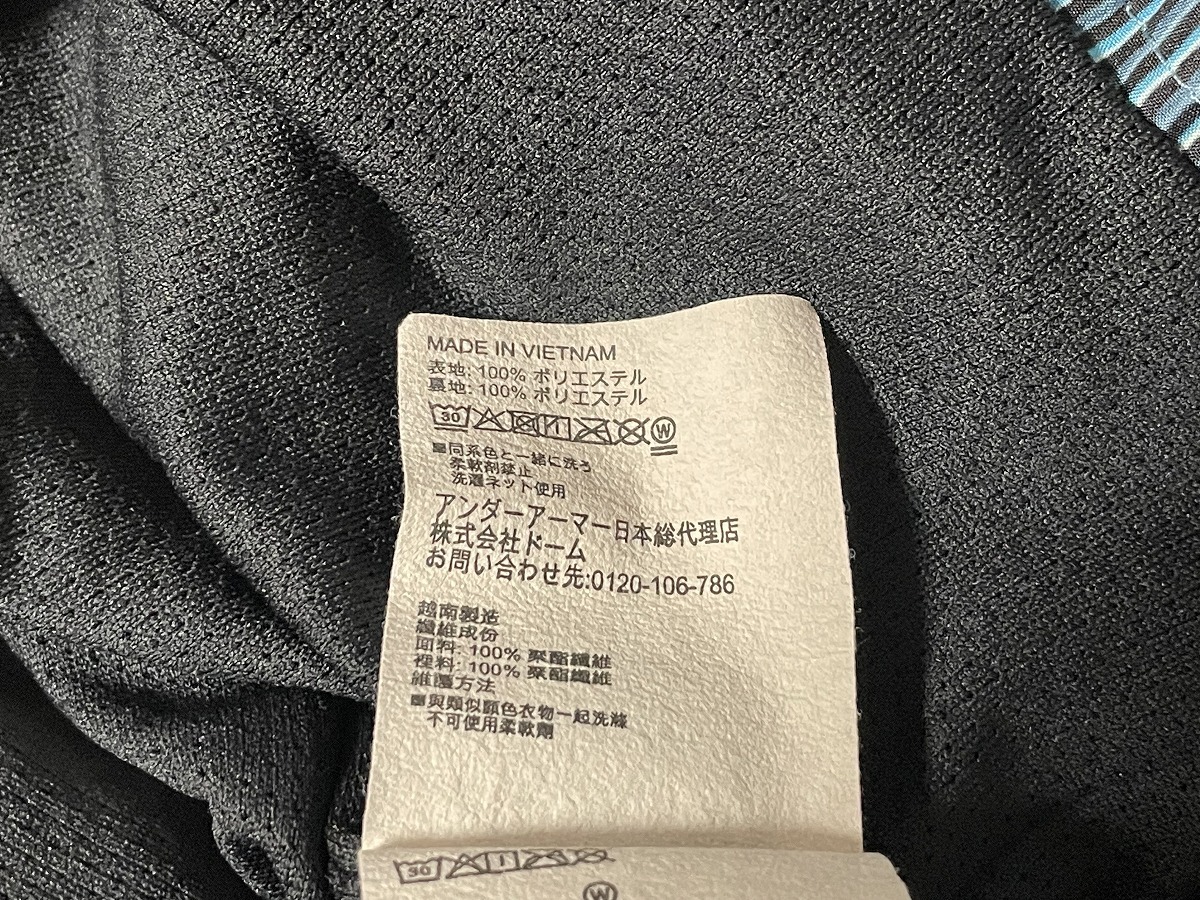 MADE IN VIETNAM
表地: 100% ポリエステル
裏地: 100% ポリエステル
30 W
■同系色と一緒に洗う
柔軟剤禁止
洗濯ネット使用
アンダーアーマー日本総代理店
株式会社ドーム
お問い合わせ先:0120-106-786
越南製造
纖維成份
面料: 100% 聚酯纖維
裡料: 100% 聚酯纖維
維護方法
■與類似顏色衣物一起洗滌
不可使用柔軟劑
30
W